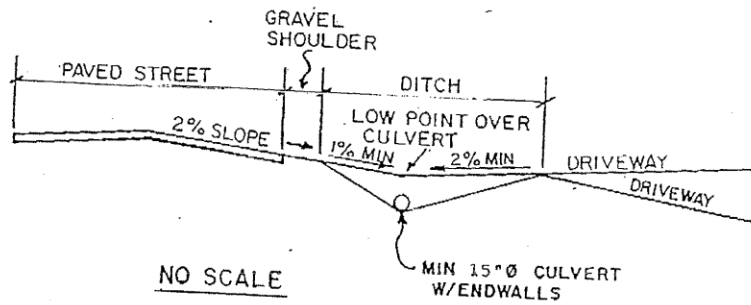 GRAVEL
SHOULDER
PAVED STREET
DITCH
LOW POINT OVER
CULVERT
2% SLOPE
1% MIN
2% MIN
DRIVEWAY
DRIVEWAY
NO SCALE
MIN 15"Ø CULVERT
W/ENDWALLS